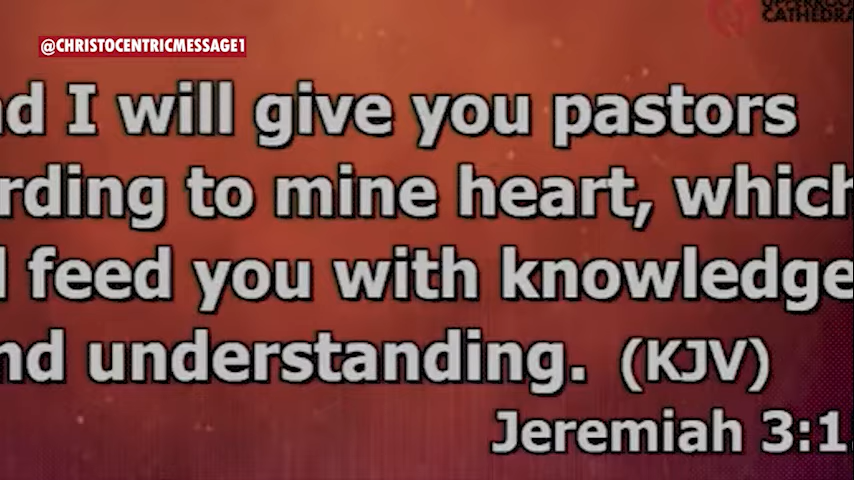 @CHRISTOCENTRICMESSAGE1
UPPERROO
CATHEDRA
nd I will give you pastors
rding to mine heart, which
l feed you with knowledge
nd understanding. (KJV)
Jeremiah 3:1